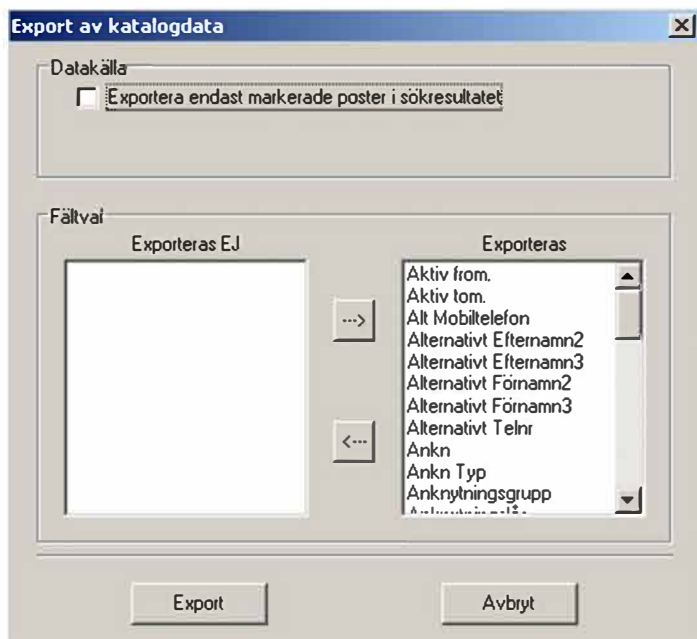 Export av katalogdata
Datakälla
Exportera endast markerade poster i sökresultatet
Fältval
Exporteras EJ
Exporteras
--->
<---
Aktiv from.
Aktiv tom.
Alt Mobiltelefon
Alternativt Efternamn2
Alternativt Efternamn3
Alternativt Förnamn2
Alternativt Förnamn3
Alternativt Telnr
Ankn
Ankn Typ
Anknytningsgrupp
Export
Avbryt